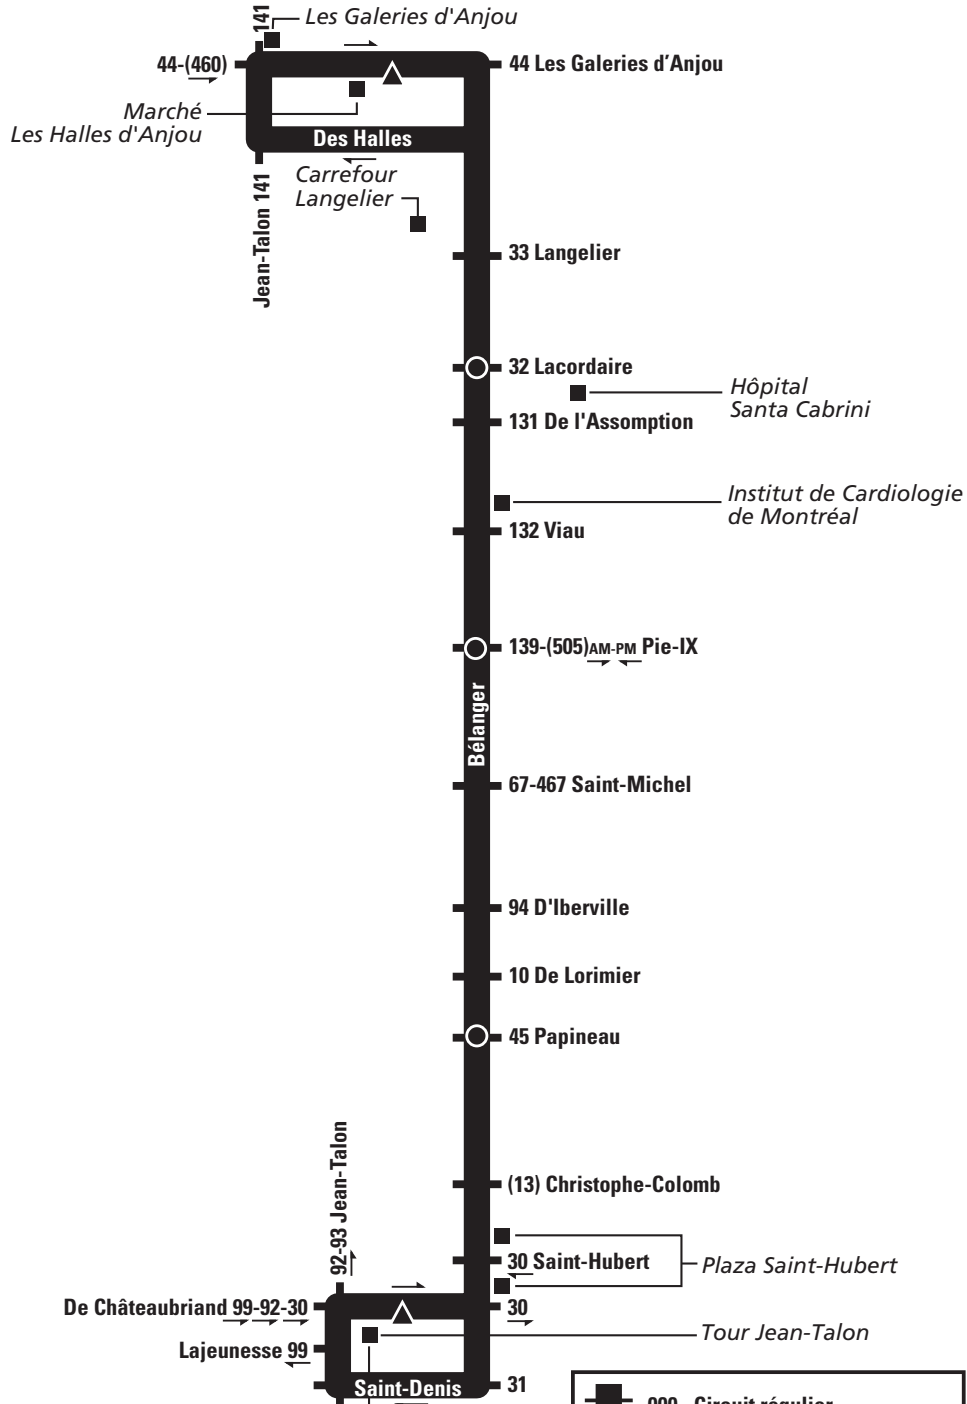 141
Les Galeries d'Anjou
44-(460)
44 Les Galeries d'Anjou
Marché
Les Halles d'Anjou
Des Halles
Carrefour
Langelier
Jean-Talon 141
33 Langelier
32 Lacordaire
Hôpital
Santa Cabrini
131 De l'Assomption
Institut de Cardiologie
de Montréal
132 Viau
139-(505)AM-PM Pie-IX
Bélanger
67-467 Saint-Michel
94 D'Iberville
10 De Lorimier
45 Papineau
92-93 Jean-Talon
(13) Christophe-Colomb
30 Saint-Hubert
Plaza Saint-Hubert
De Châteaubriand 99-92-30
30
Tour Jean-Talon
Lajeunesse 99
Saint-Denis
31
000 - Circuit régulier